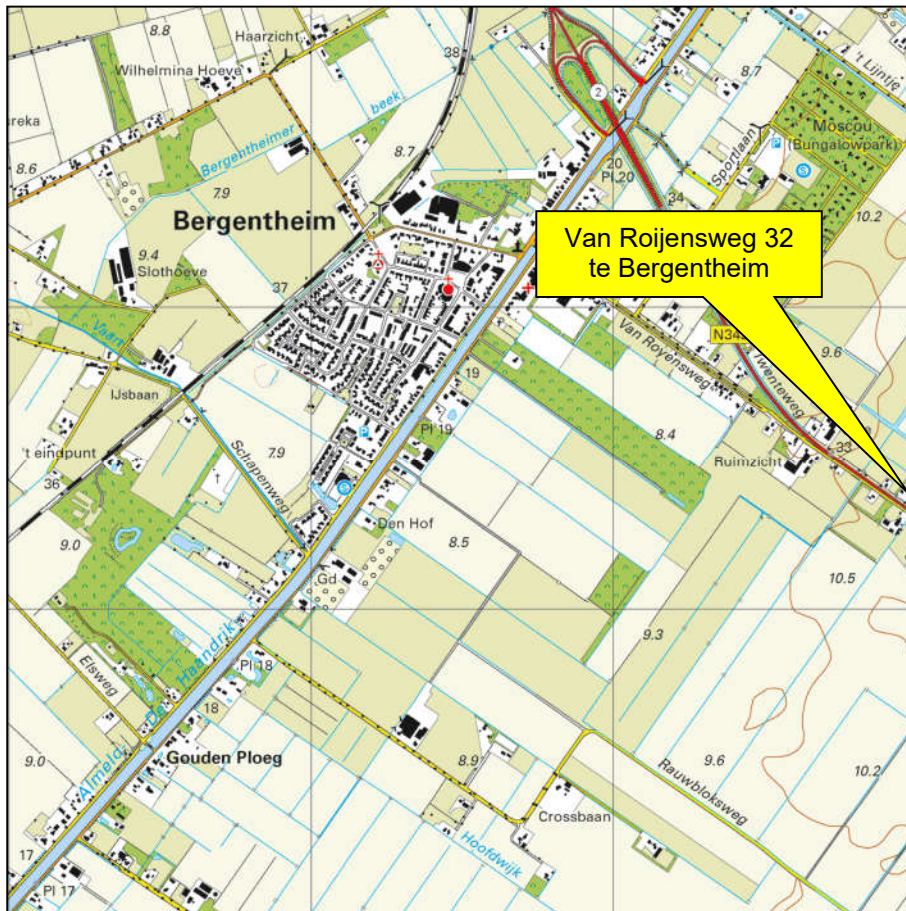 8.8
Haarzicht
38
Wilhelmina Hoeve
beek
8.7
't Lijntje
ureka
Bergentheimer
2
Moscou
(Bungalowpark)
Sportlaan
P
S
8.6
7.9
8.7
20
Pl.20
34
10.2
Bergentheim
Van Roijensweg 32
te Bergentheim
9.4
Slothoeve
37
Vaart
Van Royensweg
N34
Twenteweg
9.6
IJsbaan
19
Pl 19
't eindpunt
Schapenweg
7.9
P
8.4
Ruimzicht
33
36
S
Den Hof
9.0
8.5
Gd
10.5
9.3
Elsweg
Almelo De Haandrik
Pl 18
18
9.0
Gouden Ploeg
8.9
9.6
10.2
Rauwbloksweg
Crossbaan
Hoofdwijk
17
Pl 17